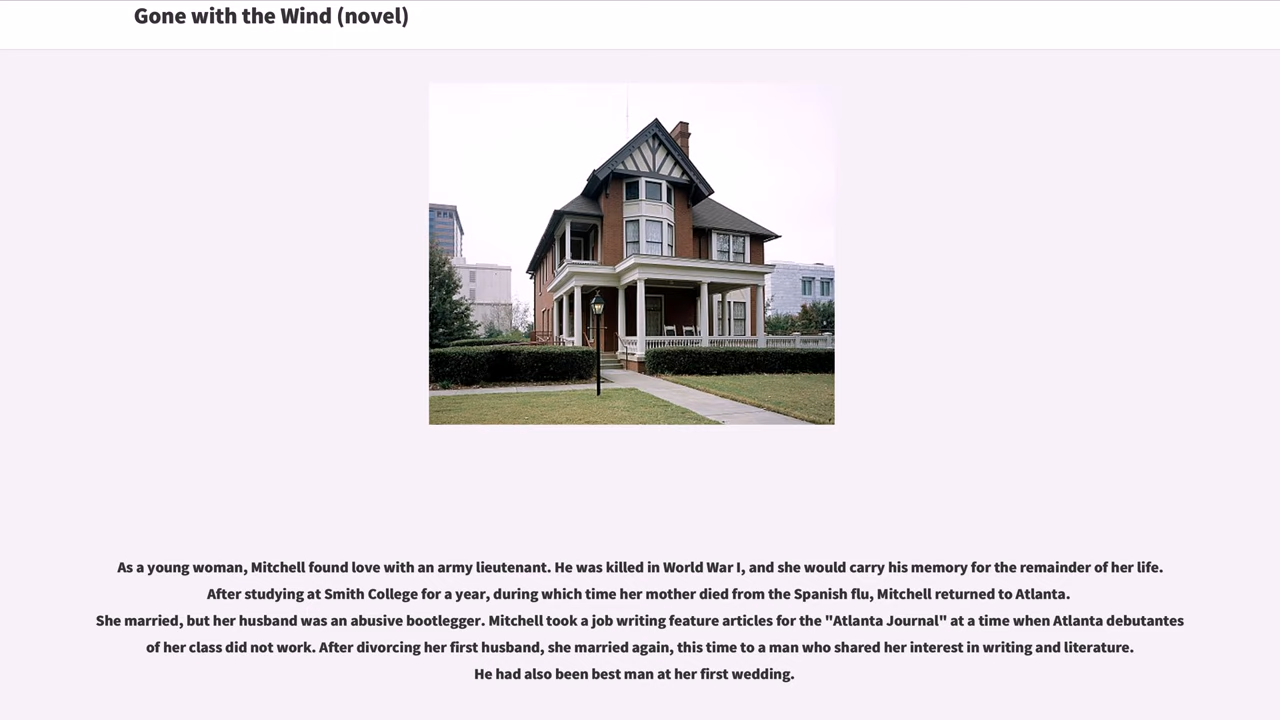 Gone with the Wind (novel)
As a young woman, Mitchell found love with an army lieutenant. He was killed in World War I, and she would carry his memory for the remainder of her life.
After studying at Smith College for a year, during which time her mother died from the Spanish flu, Mitchell returned to Atlanta.
She married, but her husband was an abusive bootlegger. Mitchell took a job writing feature articles for the "Atlanta Journal" at a time when Atlanta debutantes
of her class did not work. After divorcing her first husband, she married again, this time to a man who shared her interest in writing and literature.
He had also been best man at her first wedding.